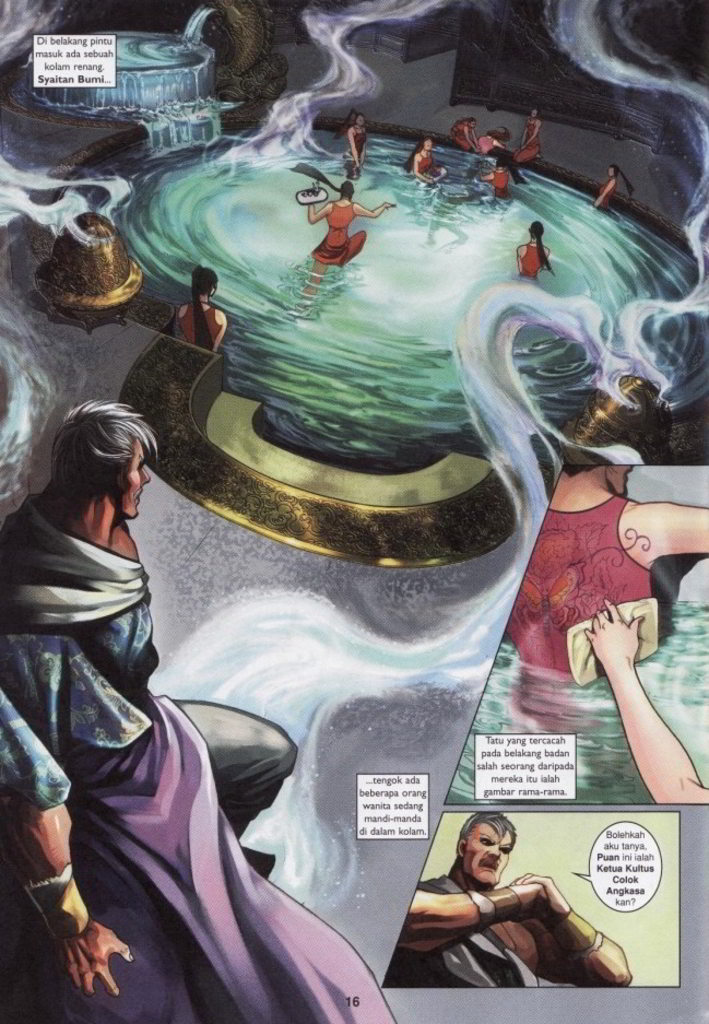 Di belakang pintu
masuk ada sebuah
kolam renang.
Syaitan Bumi...
...tengok ada
beberapa orang
wanita sedang
mandi-manda
di dalam kolam.
Tatu yang tercacah
pada belakang badan
salah seorang daripada
mereka itu ialah
gambar rama-rama.
Bolehkah
aku tanya,
Puan ini ialah
Ketua Kultus
Colok
Angkasa
kan?
16